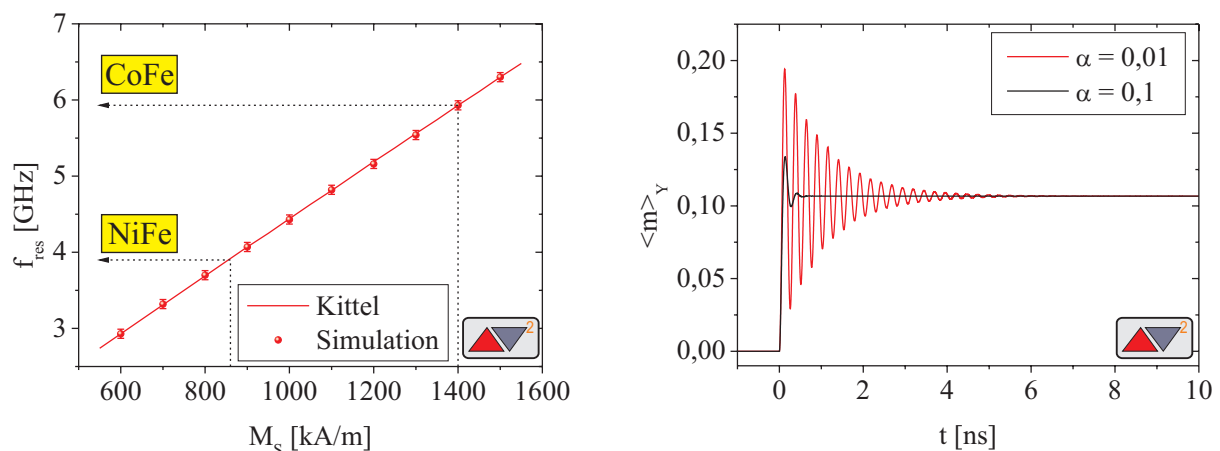 7
6
5
4
3
f_res [GHz]
CoFe
NiFe
Kittel
Simulation
2
600 800 1000 1200 1400 1600
M_S [kA/m]
0,20
0,15
0,10
0,05
0,00
<m>_Y
α = 0,01
α = 0,1
2
0 2 4 6 8 10
t [ns]